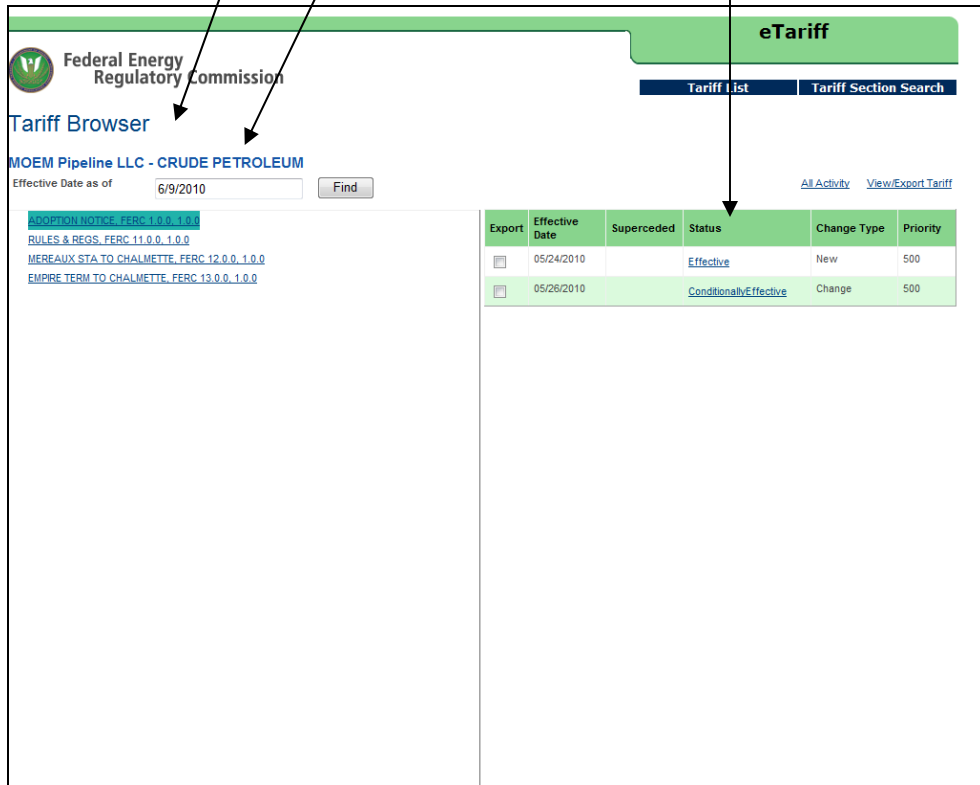 eTariff
Federal Energy
Regulatory Commission
Tariff List
Tariff Section Search
Tariff Browser
MOEM Pipeline LLC - CRUDE PETROLEUM
Effective Date as of 6/9/2010 Find
All Activity View/Export Tariff
ADOPTION NOTICE, FERC 1.0.0, 1.0.0
RULES & REGS, FERC 11.0.0, 1.0.0
MEREAUX STA TO CHALMETTE, FERC 12.0.0, 1.0.0
EMPIRE TERM TO CHALMETTE, FERC 13.0.0, 1.0.0
Export Effective Date Superceded Status Change Type Priority
05/24/2010 Effective New 500
05/26/2010 ConditionallyEffective Change 500